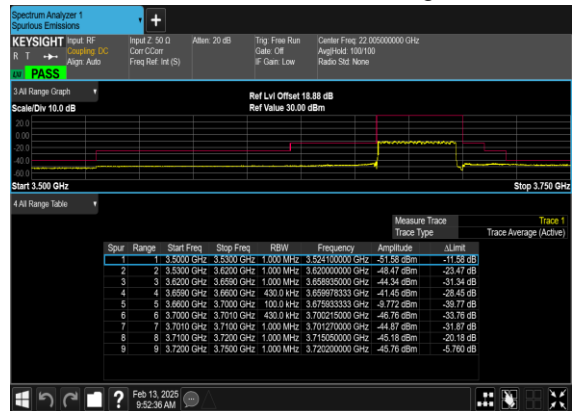 Spectrum Analyzer 1
Spurious Emissions
KEYSIGHT Input: RF Input Z: 50 Ω Atten: 20 dB Trig: Free Run Center Freq: 22.005000000 GHz
R T Coupling: DC Corr CCorr Gate: Off Avg|Hold: 100/100
Align: Auto Freq Ref: Int (S) IF Gain: Low Radio Std: None
PASS
3 All Range Graph
Ref Lvl Offset 18.88 dB
Scale/Div 10.0 dB Ref Value 30.00 dBm
20.0
0.00
-20.0
-40.0
-60.0
Start 3.500 GHz Stop 3.750 GHz
4 All Range Table
Measure Trace Trace 1
Trace Type Trace Average (Active)
Spur Range Start Freq Stop Freq RBW Frequency Amplitude ΔLimit
1 1 3.5000 GHz 3.5300 GHz 1.000 MHz 3.524100000 GHz -51.58 dBm -11.58 dB
2 2 3.5300 GHz 3.6200 GHz 1.000 MHz 3.620000000 GHz -48.47 dBm -23.47 dB
3 3 3.6200 GHz 3.6590 GHz 1.000 MHz 3.658935000 GHz -44.34 dBm -31.34 dB
4 4 3.6590 GHz 3.6600 GHz 430.0 kHz 3.659978333 GHz -41.45 dBm -28.45 dB
5 5 3.6600 GHz 3.7000 GHz 100.0 kHz 3.675933333 GHz -9.772 dBm -39.77 dB
6 6 3.7000 GHz 3.7010 GHz 430.0 kHz 3.700215000 GHz -46.76 dBm -33.76 dB
7 7 3.7010 GHz 3.7100 GHz 1.000 MHz 3.701270000 GHz -44.87 dBm -31.87 dB
8 8 3.7100 GHz 3.7200 GHz 1.000 MHz 3.715050000 GHz -45.18 dBm -20.18 dB
9 9 3.7200 GHz 3.7500 GHz 1.000 MHz 3.720200000 GHz -45.76 dBm -5.760 dB
Feb 13, 2025
9:52:36 AM